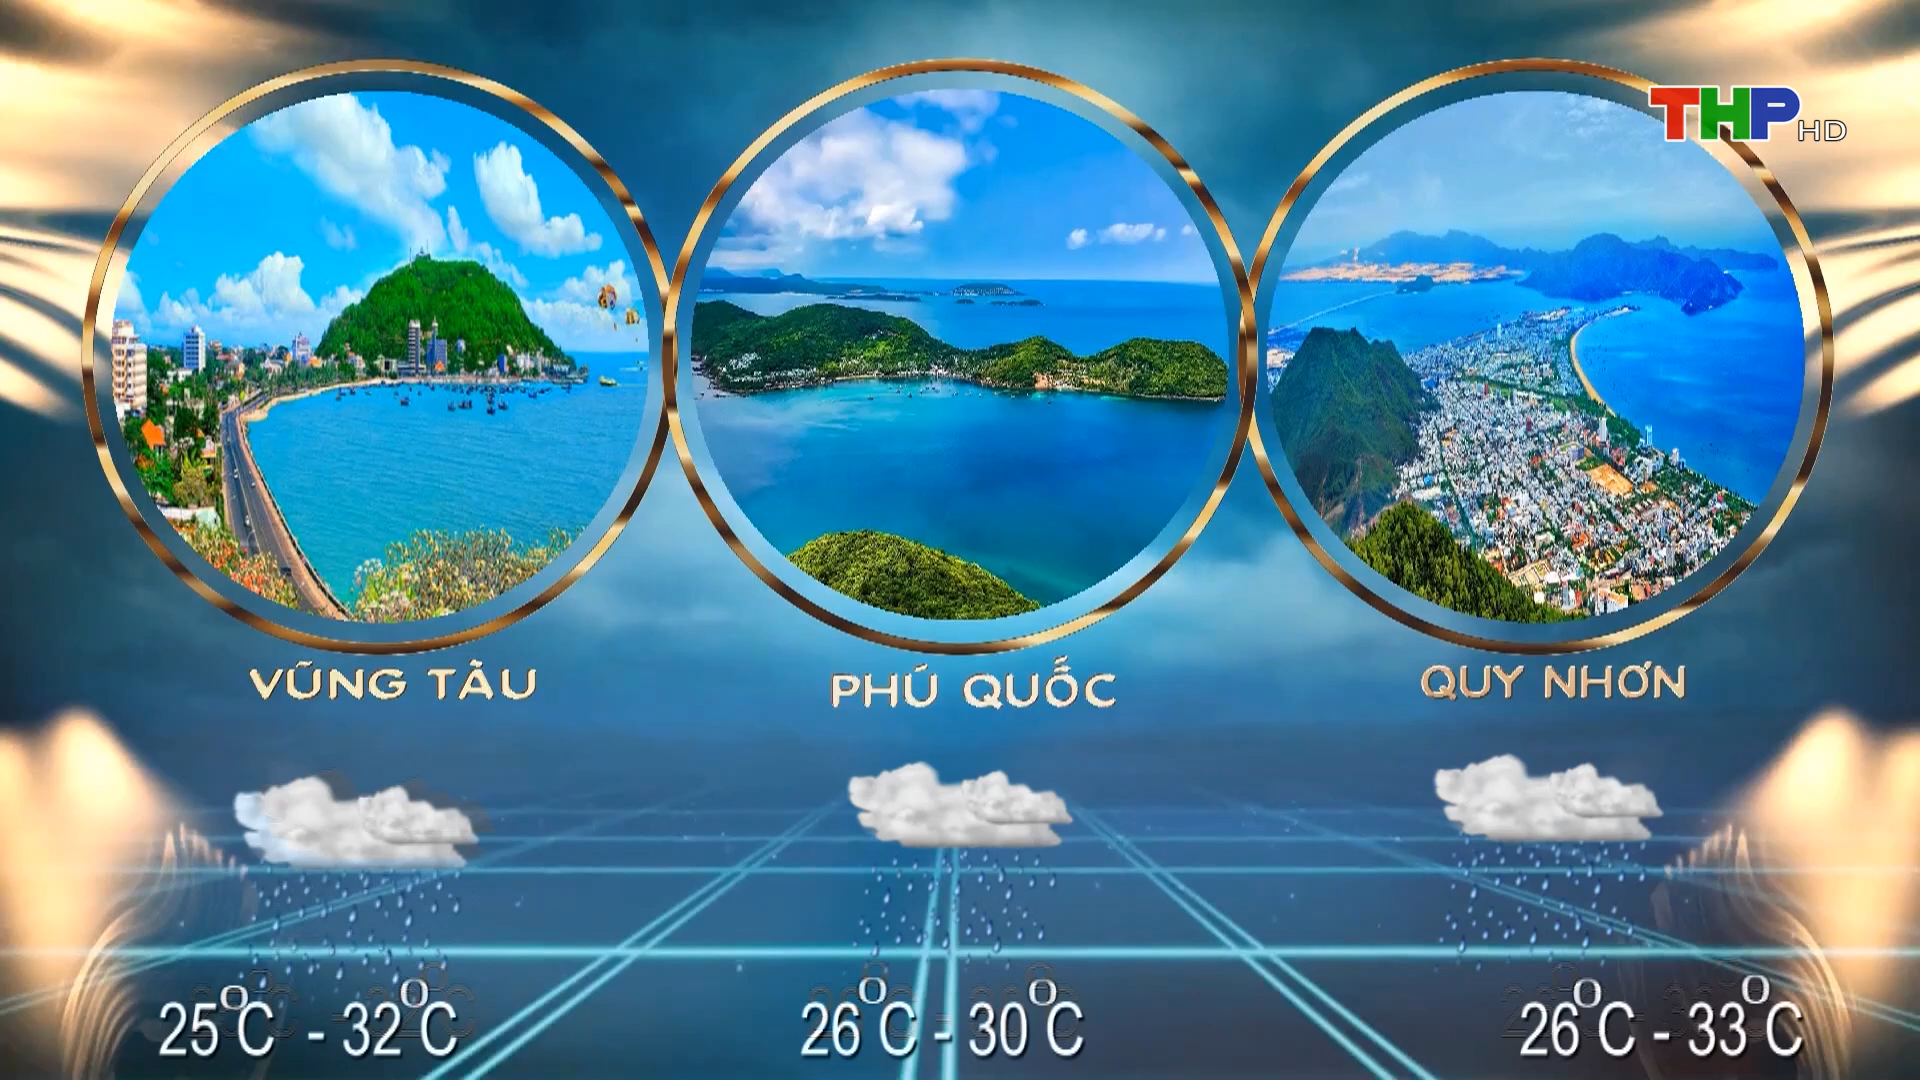 THP HD
VŨNG TÀU
PHÚ QUỐC
QUY NHƠN
25°C - 32°C
26°C - 30°C
26°C - 33°C